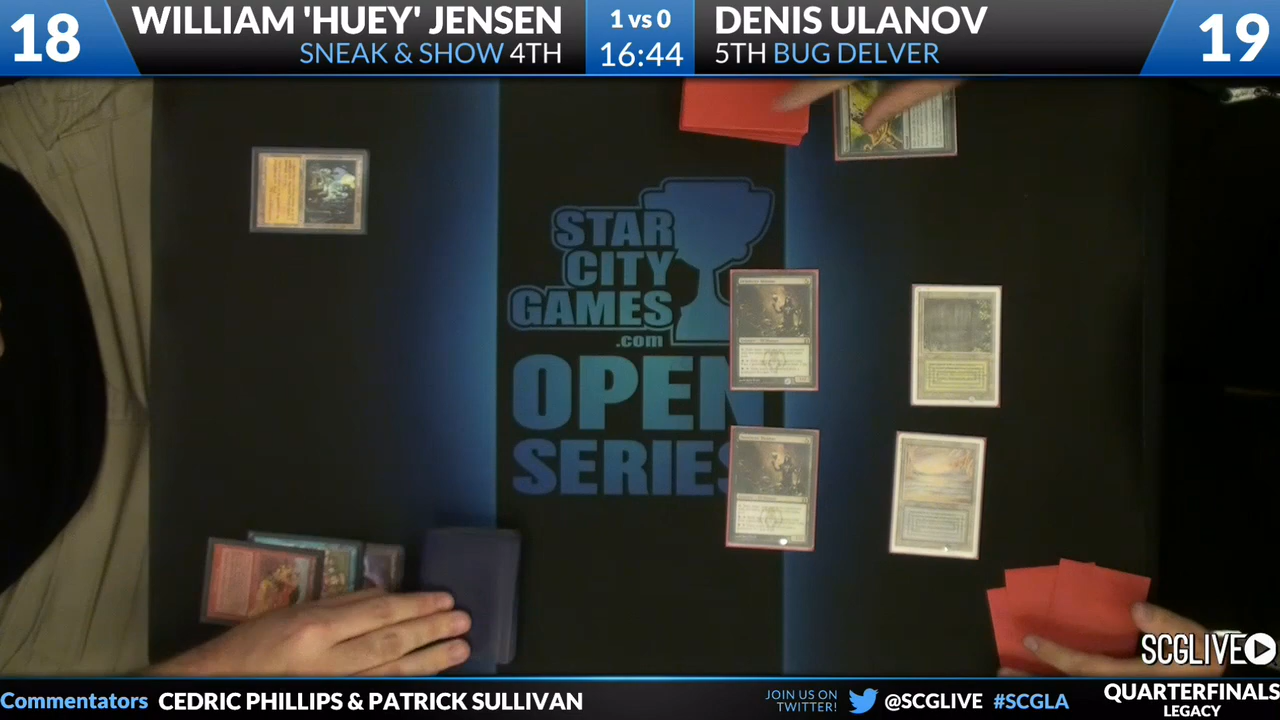 18
WILLIAM 'HUEY' JENSEN
SNEAK & SHOW 4TH
1 vs 0
16:44
DENIS ULANOV
5TH BUG DELVER
19
STAR
CITY
GAMES
.com
OPEN
SERIES
SCGLIVE
Commentators CEDRIC PHILLIPS & PATRICK SULLIVAN
JOIN US ON
TWITTER!
@SCGLIVE #SCGLA
QUARTERFINALS
LEGACY